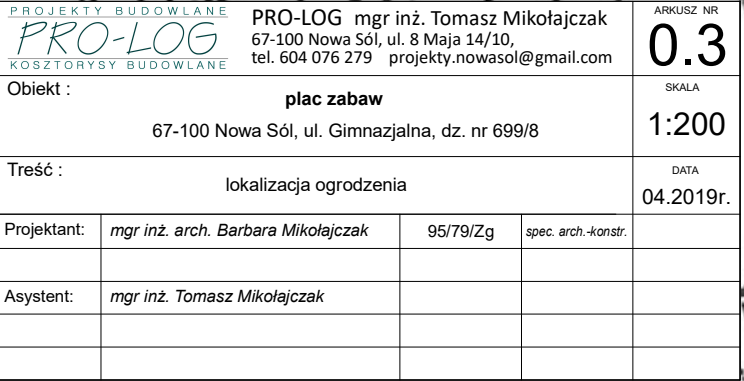 PROJEKTY BUDOWLANE
PRO-LOG
KOSZTORYSY BUDOWLANE
PRO-LOG mgr inż. Tomasz Mikołajczak
67-100 Nowa Sól, ul. 8 Maja 14/10,
tel. 604 076 279 projekty.nowasol@gmail.com
ARKUSZ NR
0.3
Obiekt :
plac zabaw
67-100 Nowa Sól, ul. Gimnazjalna, dz. nr 699/8
SKALA
1:200
Treść :
lokalizacja ogrodzenia
DATA
04.2019r.
Projektant: mgr inż. arch. Barbara Mikołajczak 95/79/Zg spec. arch.-konstr.
Asystent: mgr inż. Tomasz Mikołajczak